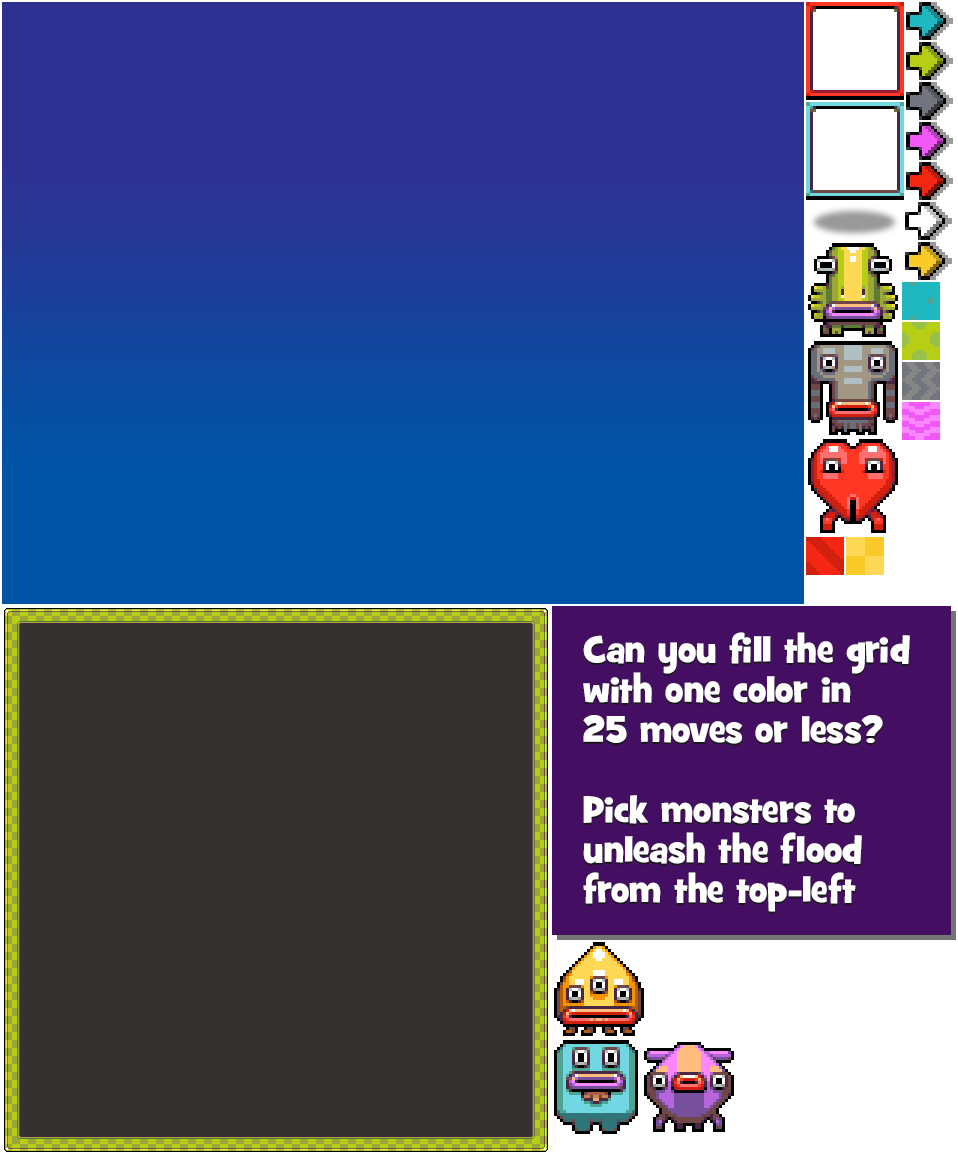 Can you fill the grid
with one color in
25 moves or less?
Pick monsters to
unleash the flood
from the top-left